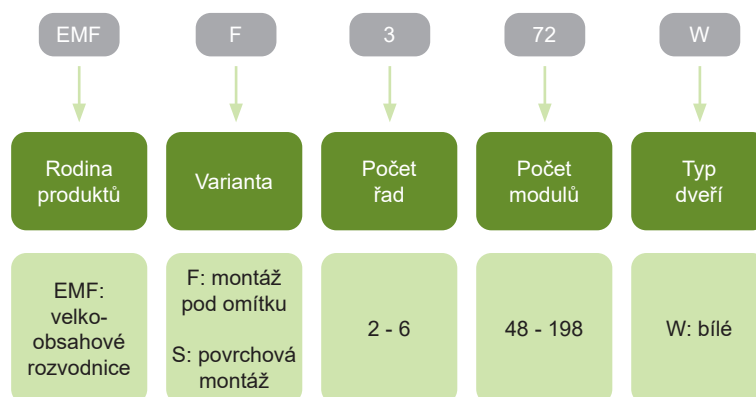 EMF F 3 72 W
Rodina
produktů
Varianta
Počet
řad
Počet
modulů
Typ
dveří
EMF:
velko-
obsahové
rozvodnice
F: montáž
pod omítku
S: povrchová
montáž
2 - 6
48 - 198
W: bílé